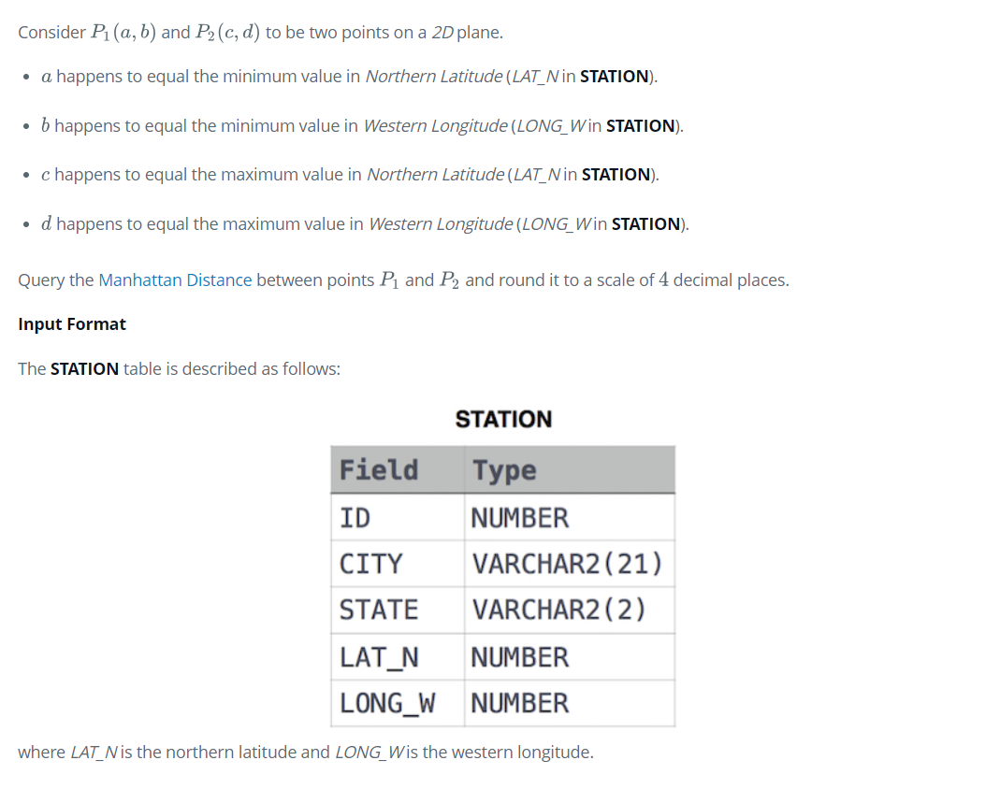 Consider P₁(a, b) and P₂(c, d) to be two points on a 2D plane.
• a happens to equal the minimum value in Northern Latitude (LAT_N in STATION).
• b happens to equal the minimum value in Western Longitude (LONG_W in STATION).
• c happens to equal the maximum value in Northern Latitude (LAT_N in STATION).
• d happens to equal the maximum value in Western Longitude (LONG_W in STATION).
Query the Manhattan Distance between points P₁ and P₂ and round it to a scale of 4 decimal places.
Input Format
The STATION table is described as follows:
STATION
Field Type
ID NUMBER
CITY VARCHAR2(21)
STATE VARCHAR2(2)
LAT_N NUMBER
LONG_W NUMBER
where LAT_N is the northern latitude and LONG_W is the western longitude.